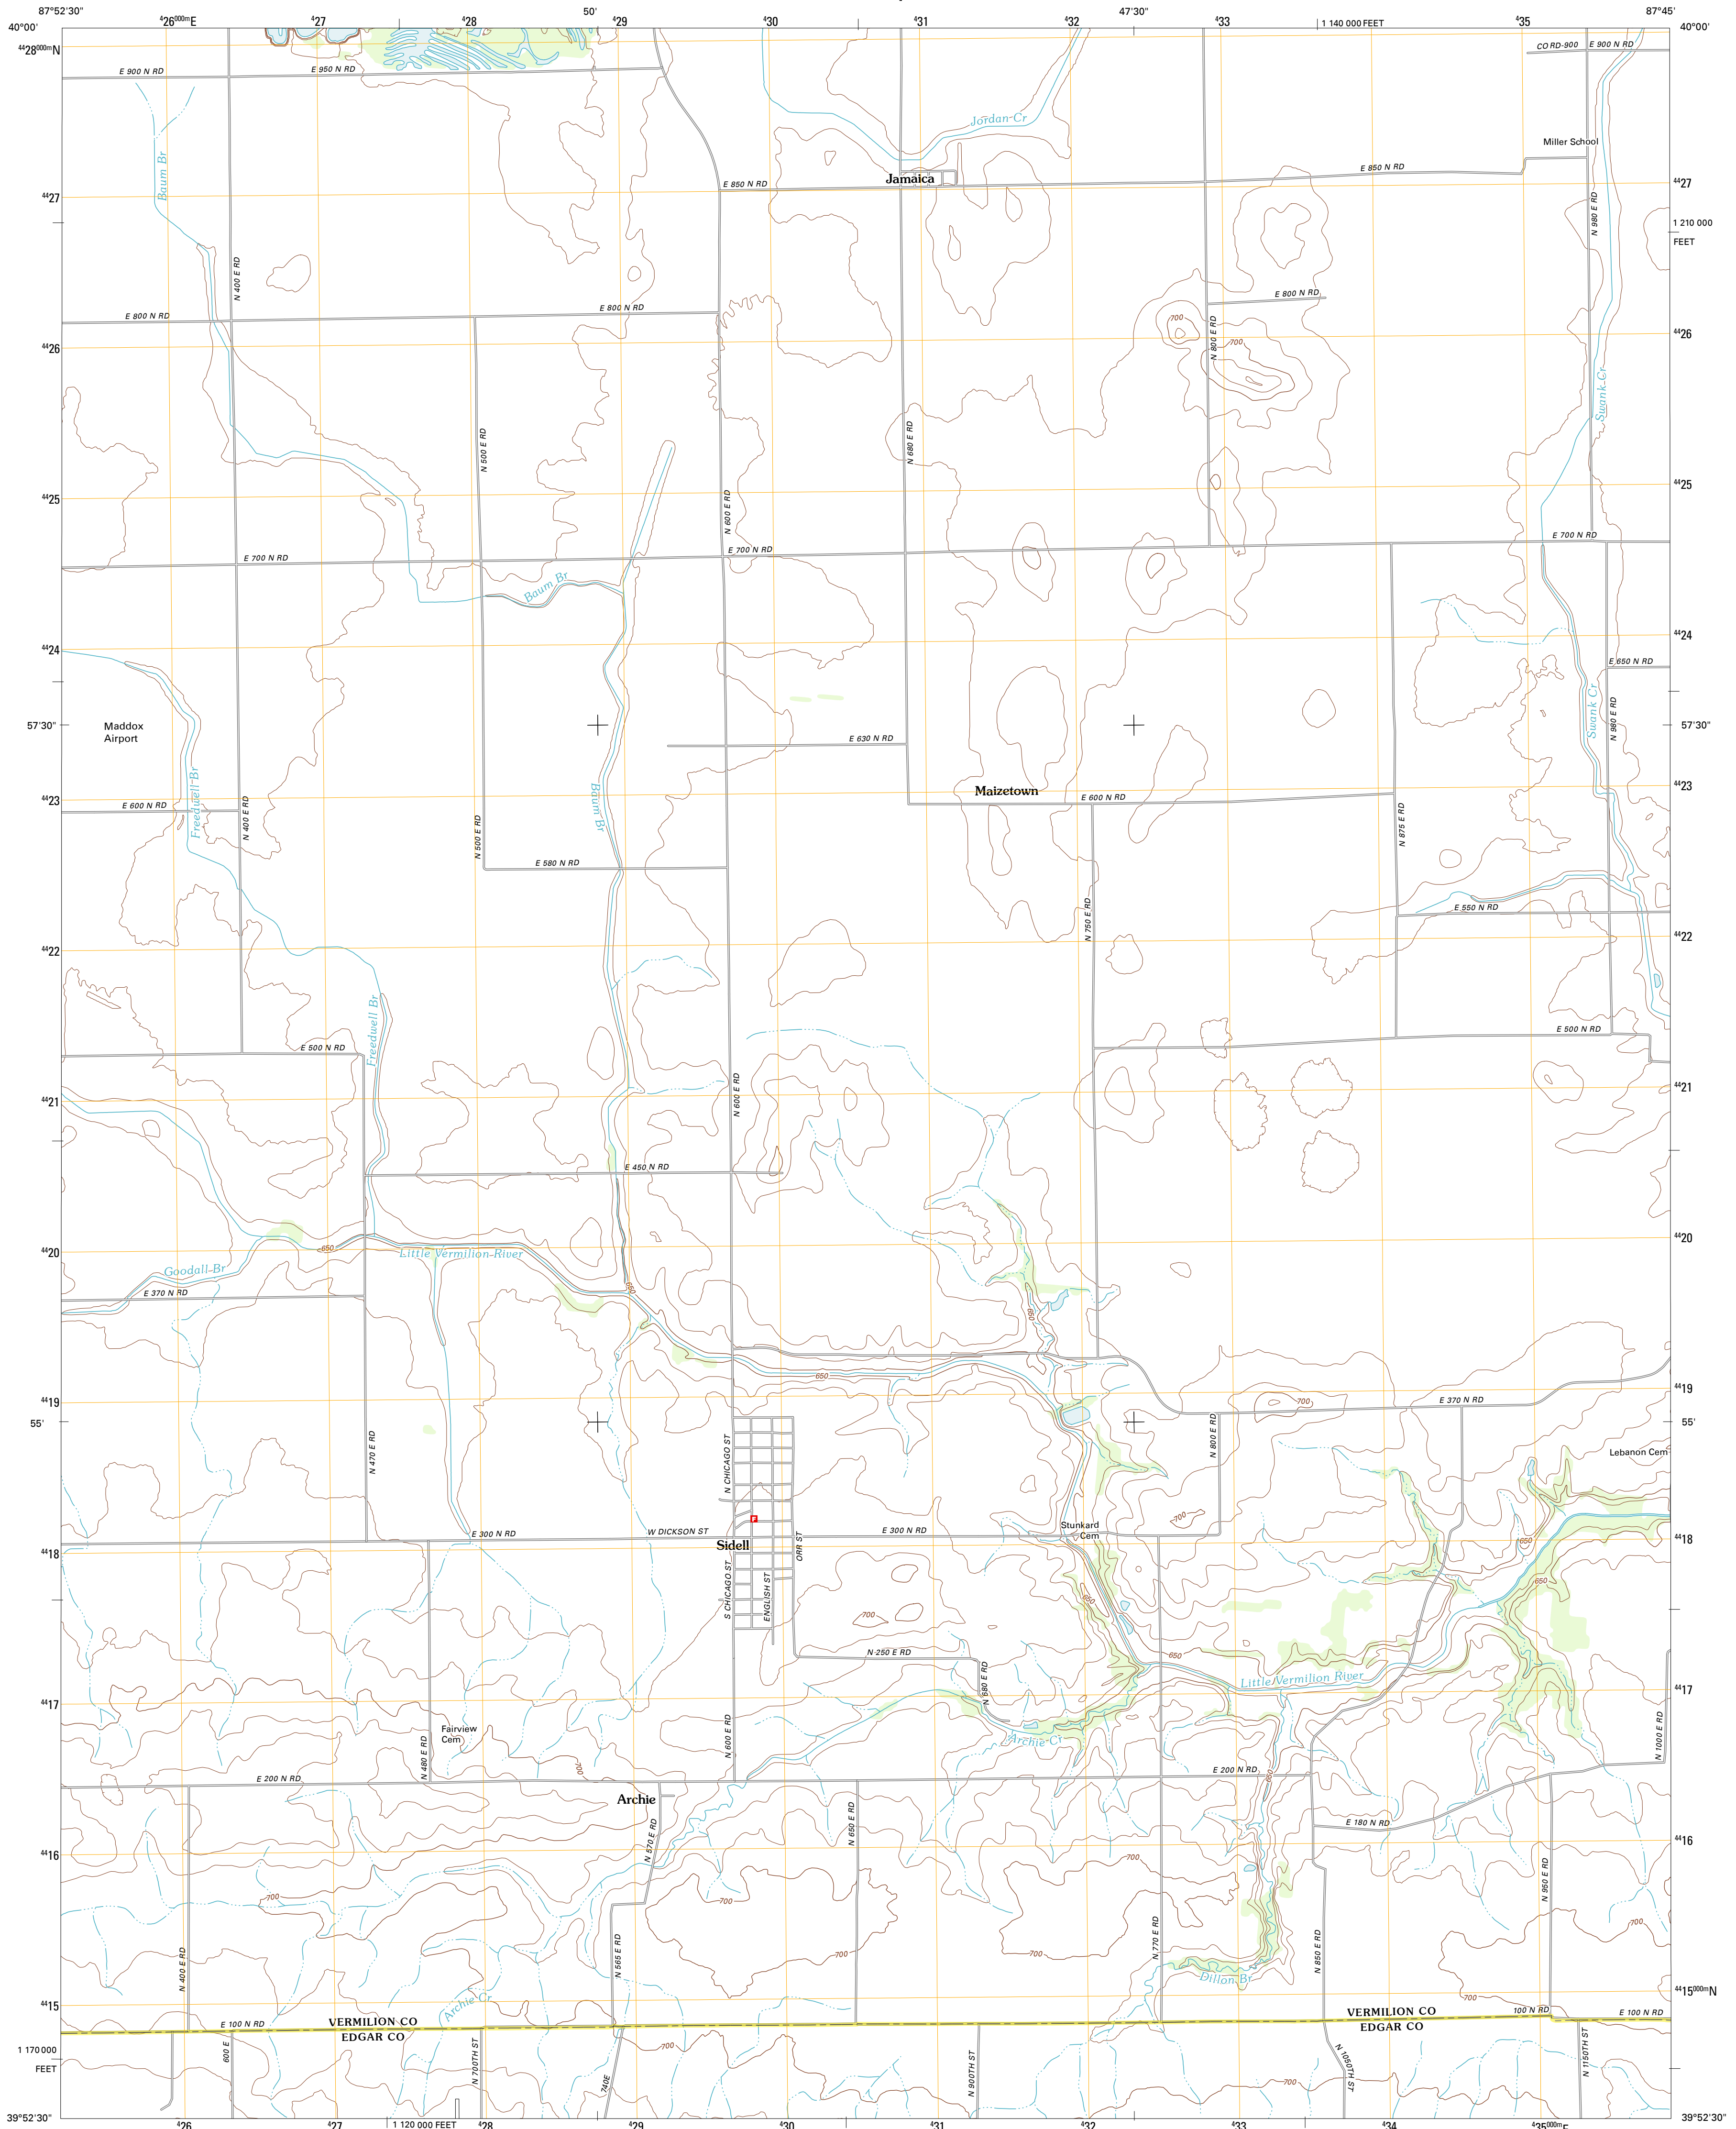 87°52'30"
⁴26⁰⁰⁰ᵐE
⁴27
⁴28
50'
⁴29
⁴30
⁴31
⁴32
47'30"
⁴33
1 140 000 FEET
⁴35
87°45'
40°00'
40°00'
⁴⁴28⁰⁰⁰ᵐN
CO RD-900
E 900 N RD
E 900 N RD
E 950 N RD
Jordan Cr
Miller School
Baum Br
E 850 N RD
Jamaica
E 850 N RD
⁴⁴27
⁴⁴27
N 980 E RD
1 210 000
FEET
N 400 E RD
E 800 N RD
E 800 N RD
E 800 N RD
700
N 800 E RD
700
⁴⁴26
⁴⁴26
Swank Cr
N 500 E RD
N 680 E RD
⁴⁴25
⁴⁴25
N 600 E RD
E 700 N RD
E 700 N RD
E 700 N RD
Baum Br
⁴⁴24
⁴⁴24
E 650 N RD
Swank Cr
N 980 E RD
57'30"
Maddox
Airport
57'30"
E 630 N RD
Freedwell Br
Baum Br
Maizetown
E 600 N RD
⁴⁴23
⁴⁴23
E 600 N RD
N 400 E RD
N 500 E RD
N 875 E RD
E 580 N RD
E 550 N RD
N 750 E RD
⁴⁴22
⁴⁴22
Freedwell Br
E 500 N RD
E 500 N RD
⁴⁴21
⁴⁴21
N 600 E RD
E 450 N RD
⁴⁴20
⁴⁴20
650
Little Vermilion River
Goodall Br
E 370 N RD
650
650
650
⁴⁴19
⁴⁴19
700
E 370 N RD
55'
55'
N 470 E RD
N CHICAGO ST
N 800 E RD
Lebanon Cem
F
700
E 300 N RD
W DICKSON ST
E 300 N RD
Stunkard
Cem
Sidell
ORR ST
650
⁴⁴18
⁴⁴18
S CHICAGO ST
ENGLISH ST
650
650
700
N 250 E RD
650
N 680 E RD
Little Vermilion River
⁴⁴17
⁴⁴17
Fairview
Cem
N 480 E RD
N 600 E RD
Archie Cr
N 1000 E RD
700
E 200 N RD
E 200 N RD
650
Archie
N 570 E RD
N 650 E RD
E 180 N RD
⁴⁴16
⁴⁴16
700
N 950 E RD
700
700
700
N 400 E RD
N 565 E RD
700
700
N 770 E RD
N 850 E RD
Dillon Br
Archie Cr
700
⁴⁴15
⁴⁴15⁰⁰⁰ᵐN
E 100 N RD
VERMILION CO
EDGAR CO
VERMILION CO
EDGAR CO
100 N RD
E 100 N RD
1 170 000
FEET
600 E
N 700TH ST
740E
700
N 900TH ST
N 1050TH ST
700
N 1150TH ST
39°52'30"
39°52'30"
⁴26
⁴27
1 120 000 FEET
⁴28
⁴29
⁴30
⁴31
⁴32
⁴33
⁴34
⁴35⁰⁰⁰ᵐE